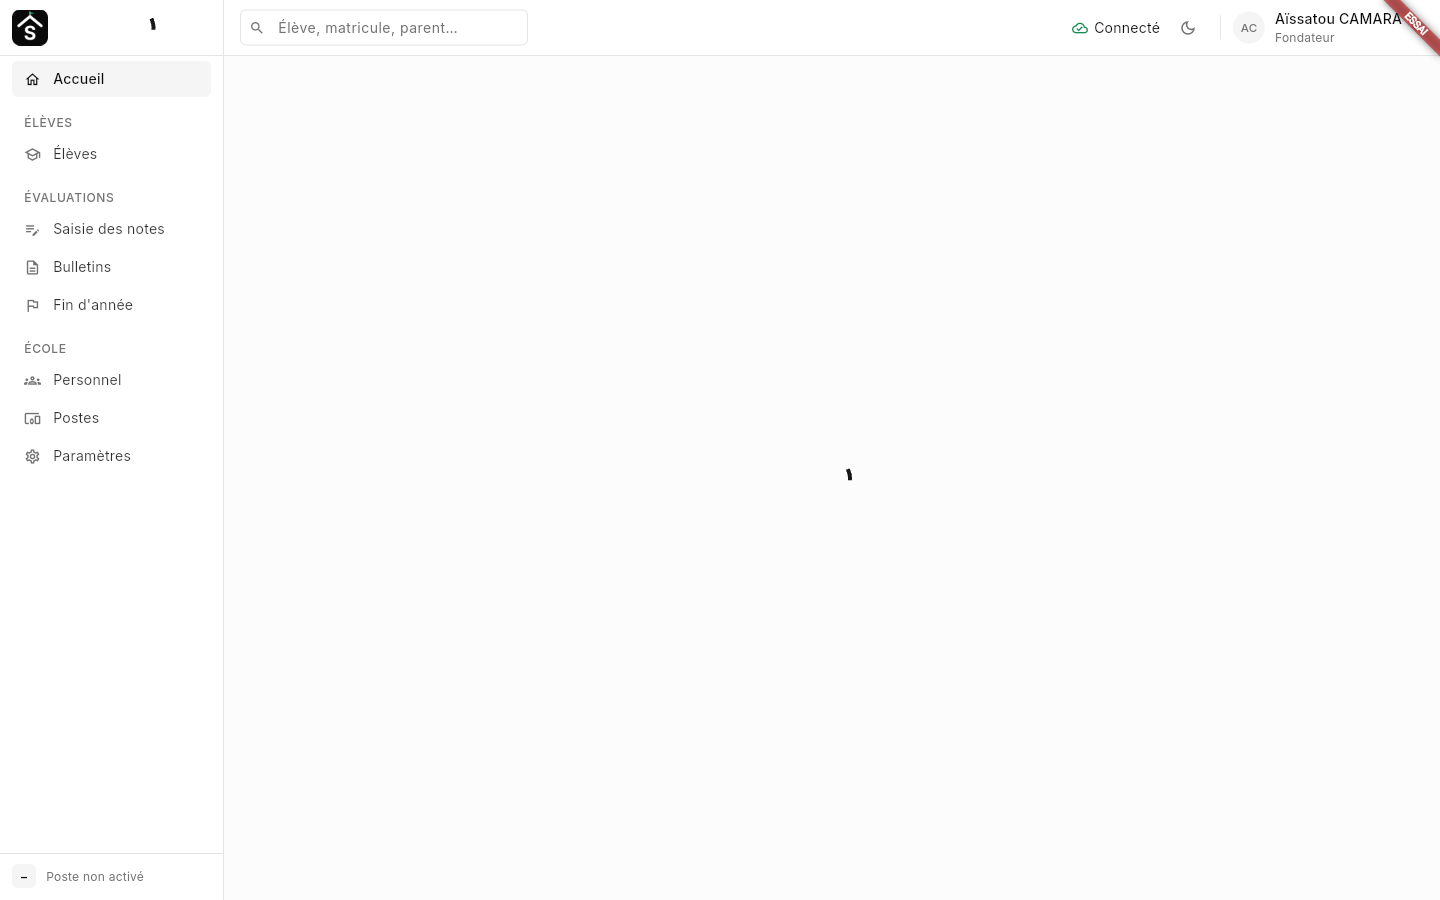 S
Élève, matricule, parent...
Connecté
AC
Aïssatou CAMARA
Fondateur
ESSAI
Accueil
ÉLÈVES
Élèves
ÉVALUATIONS
Saisie des notes
Bulletins
Fin d'année
ÉCOLE
Personnel
Postes
Paramètres
–
Poste non activé